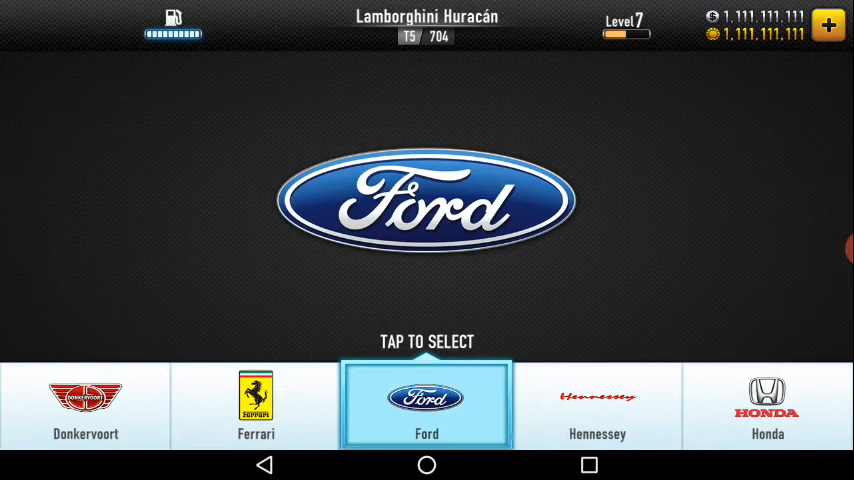 Lamborghini Huracán
T5 / 704
Level 7
1,111,111,111
1,111,111,111
+
Ford
TAP TO SELECT
DONKERVOORT
Ferrari
Ford
Hennessey
HONDA
Donkervoort
Ferrari
Ford
Hennessey
Honda